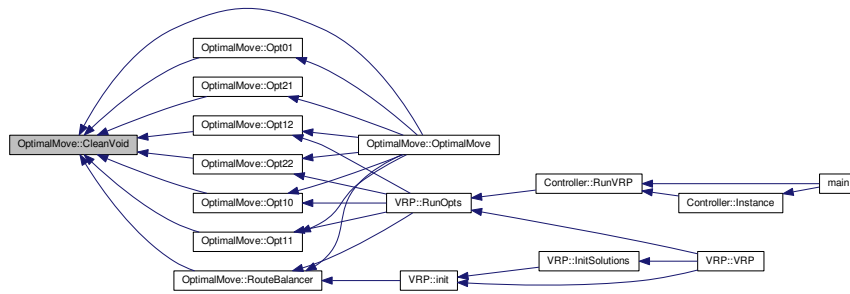 OptimalMove::CleanVoid
OptimalMove::Opt01
OptimalMove::Opt21
OptimalMove::Opt12
OptimalMove::Opt22
OptimalMove::Opt10
OptimalMove::Opt11
OptimalMove::RouteBalancer
OptimalMove::OptimalMove
VRP::RunOpts
VRP::init
Controller::RunVRP
VRP::InitSolutions
Controller::Instance
VRP::VRP
main